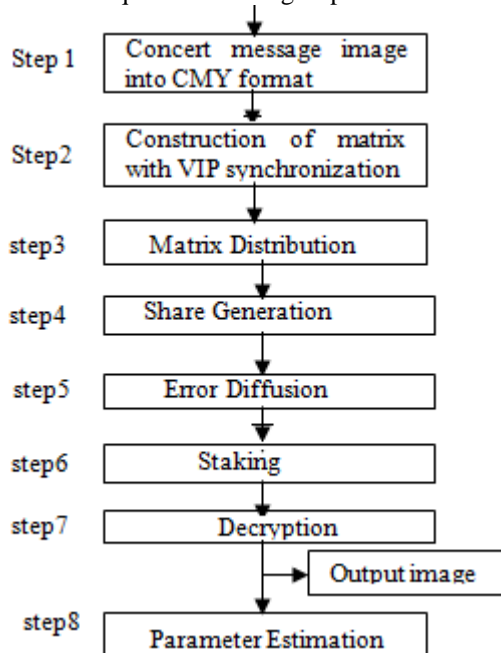 Step 1
Concert message image
into CMY format
Step2
Construction of matrix
with VIP synchronization
step3
Matrix Distribution
step4
Share Generation
step5
Error Diffusion
step6
Staking
step7
Decryption
Output image
step8
Parameter Estimation